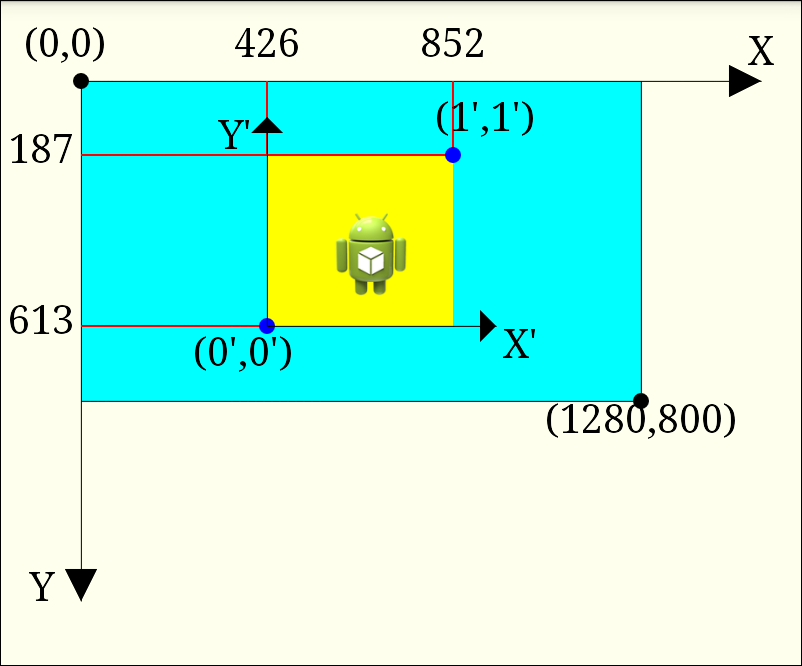 (0,0)
426
852
X
(1',1')
Y'
187
613
(0',0')
X'
(1280,800)
Y